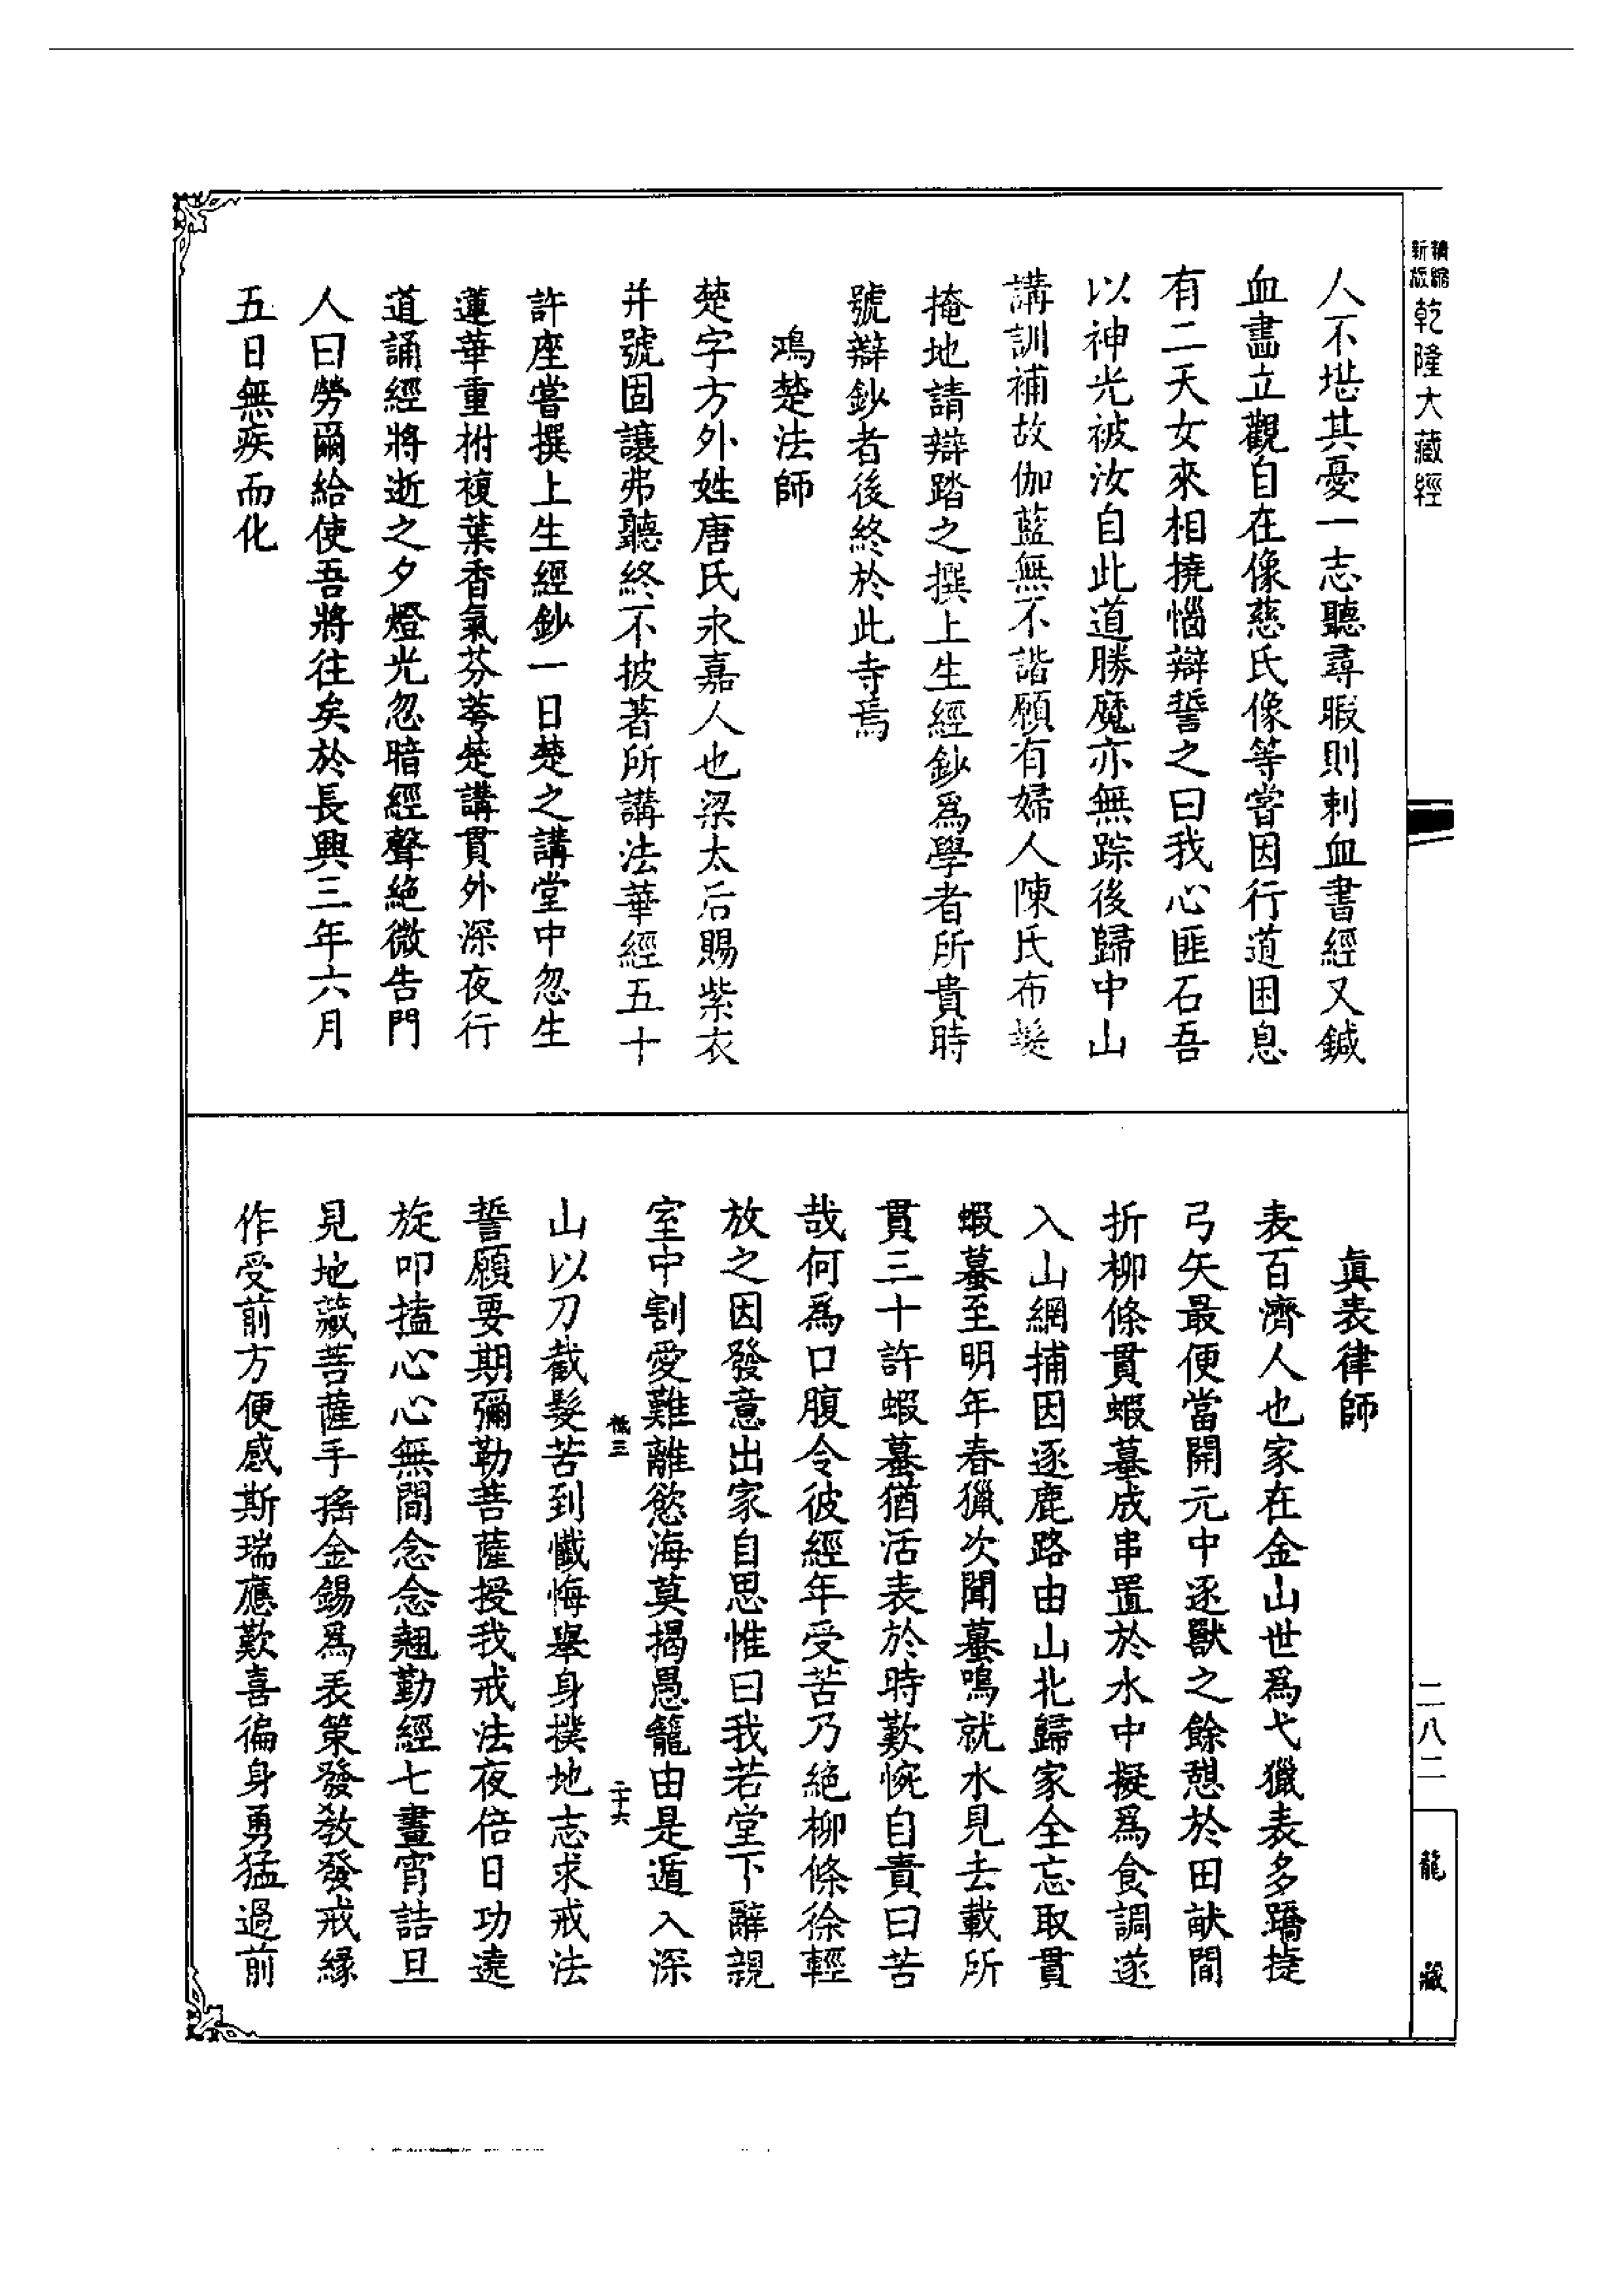 精縮
新版
乾隆大藏經
人不堪其憂一志聽尋暇則刺血書經又鍼
血畫立觀自在像慈氏像等嘗因行道困息
有二天女來相撓惱辯誓之曰我心匪石吾
以神光被汝自此道勝魔亦無踪後歸中山
講訓補故伽藍無不諧願有婦人陳氏布髮
掩地請辯踏之撰上生經鈔爲學者所貴時
號辯鈔者後終於此寺焉
鴻楚法師
楚字方外姓唐氏永嘉人也梁太后賜紫衣
并號固讓弗聽終不披著所講法華經五十
許座嘗撰上生經鈔一日楚之講堂中忽生
蓮華重柎複葉香氣芬蕚楚講貫外深夜行
道誦經將逝之夕燈光忽暗經聲絶微告門
人曰勞爾給使吾將往矣於長興三年六月
五日無疾而化
二八二
龍藏
眞表律師
表百濟人也家在金山世爲弋獵表多蹻捷
弓矢最便當開元中逐獸之餘憩於田畎間
折柳條貫蝦蟇成串置於水中擬爲食調遂
入山網捕因逐鹿路由山北歸家全忘取貫
蝦蟇至明年春獵次聞蟇鳴就水見去載所
貫三十許蝦蟇猶活表於時歎惋自責曰苦
哉何爲口腹令彼經年受苦乃絶柳條徐輕
放之因發意出家自思惟曰我若堂下辭親
室中割愛難離慾海莫揭愚籠由是遁入深
三
二十六
山以刀截髮苦到懺悔舉身撲地志求戒法
誓願要期彌勒菩薩授我戒法夜倍日功遶
旋叩搕心心無間念念翹勤經七晝宵詰旦
見地藏菩薩手搖金錫爲表策發敎發戒緣
作受前方便感斯瑞應歎喜徧身勇猛過前